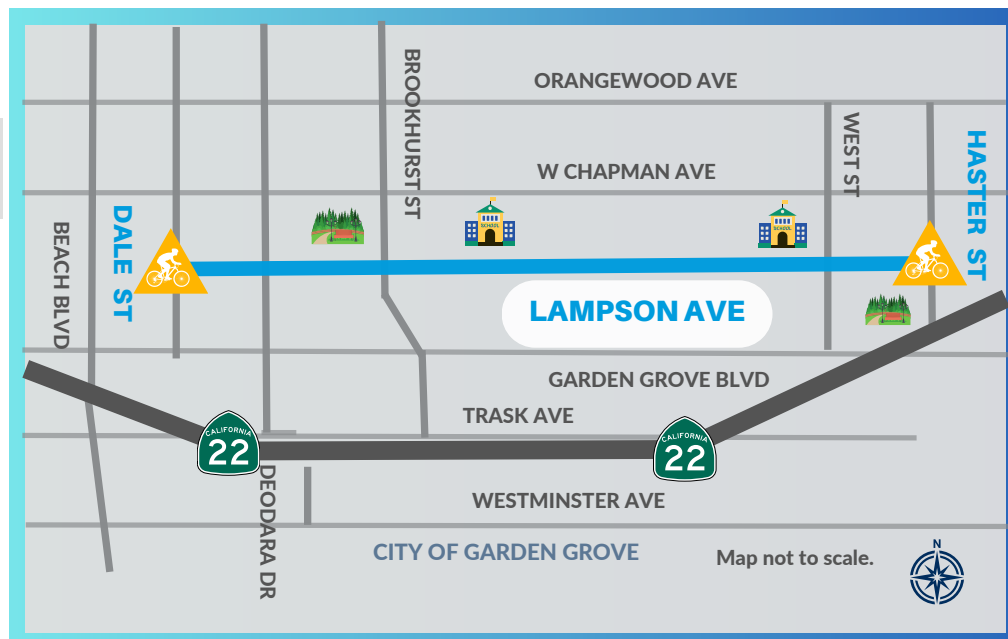 ORANGEWOOD AVE
BROOKHURST ST
WEST ST
HASTER ST
W CHAPMAN AVE
SCHOOL
SCHOOL
DALE ST
BEACH BLVD
LAMPSON AVE
GARDEN GROVE BLVD
TRASK AVE
CALIFORNIA
22
CALIFORNIA
22
DEODARA DR
WESTMINSTER AVE
CITY OF GARDEN GROVE
Map not to scale.
N